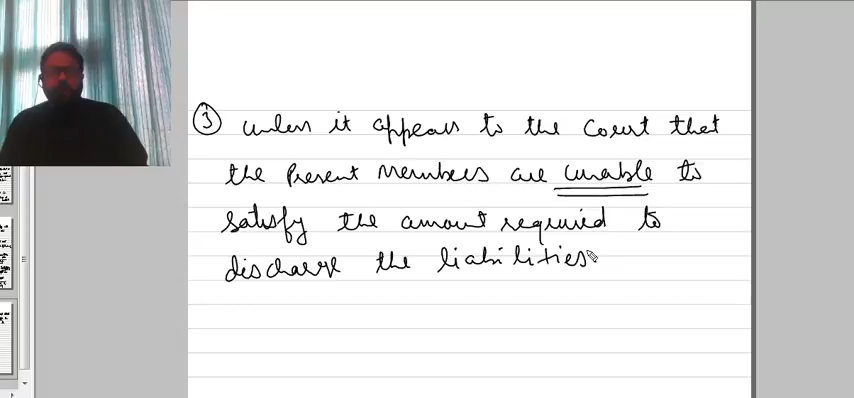 ③ unless it appears to the Court that
the Present Members are unable to
satisfy the amount required to
discharge the liabilities